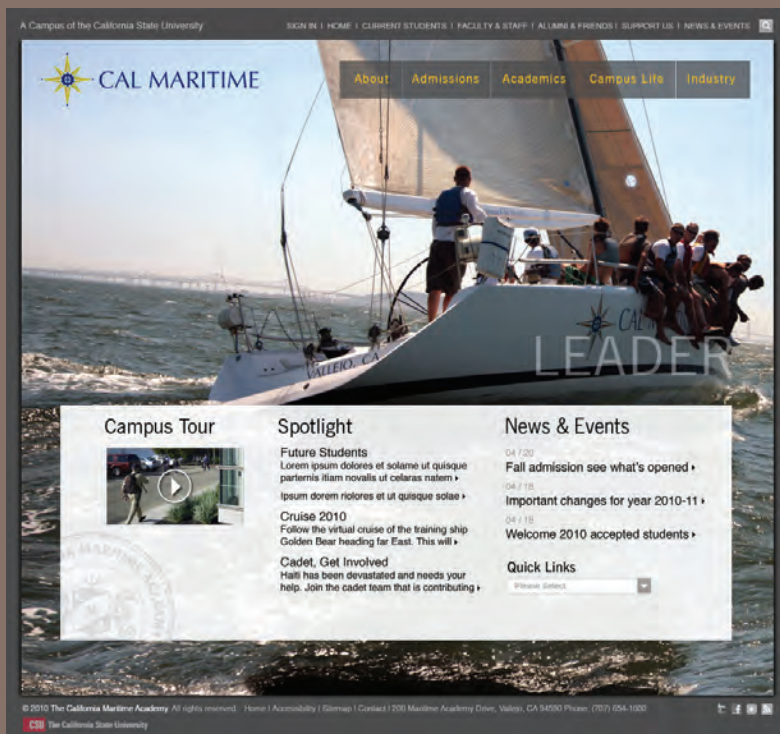 A Campus of the California State University
SIGN IN | HOME | CURRENT STUDENTS | FACULTY & STAFF | ALUMNI & FRIENDS | SUPPORT US | NEWS & EVENTS
CAL MARITIME
About
Admissions
Academics
Campus Life
Industry
CAL
VALLEJO, CA
LEADER
Campus Tour
Spotlight
Future Students
Lorem ipsum dolores et solame ut quisque
parternis itiam novalis ut celaras natem
Ipsum dorem riolores et ut quisque solae
Cruise 2010
Follow the virtual cruise of the training ship
Golden Bear heading far East. This will
Cadet, Get Involved
Haiti has been devastated and needs your
help. Join the cadet team that is contributing
News & Events
04 / 20
Fall admission see what's opened
04 / 18
Important changes for year 2010-11
04 / 18
Welcome 2010 accepted students
Quick Links
Please Select
MARITIME ACADEMY
© 2010 The California Maritime Academy All rights reserved. Home | Accessibility | Sitemap | Contact | 200 Maritime Academy Drive, Vallejo, CA 94590 Phone: (707) 654-1000
CSU The California State University